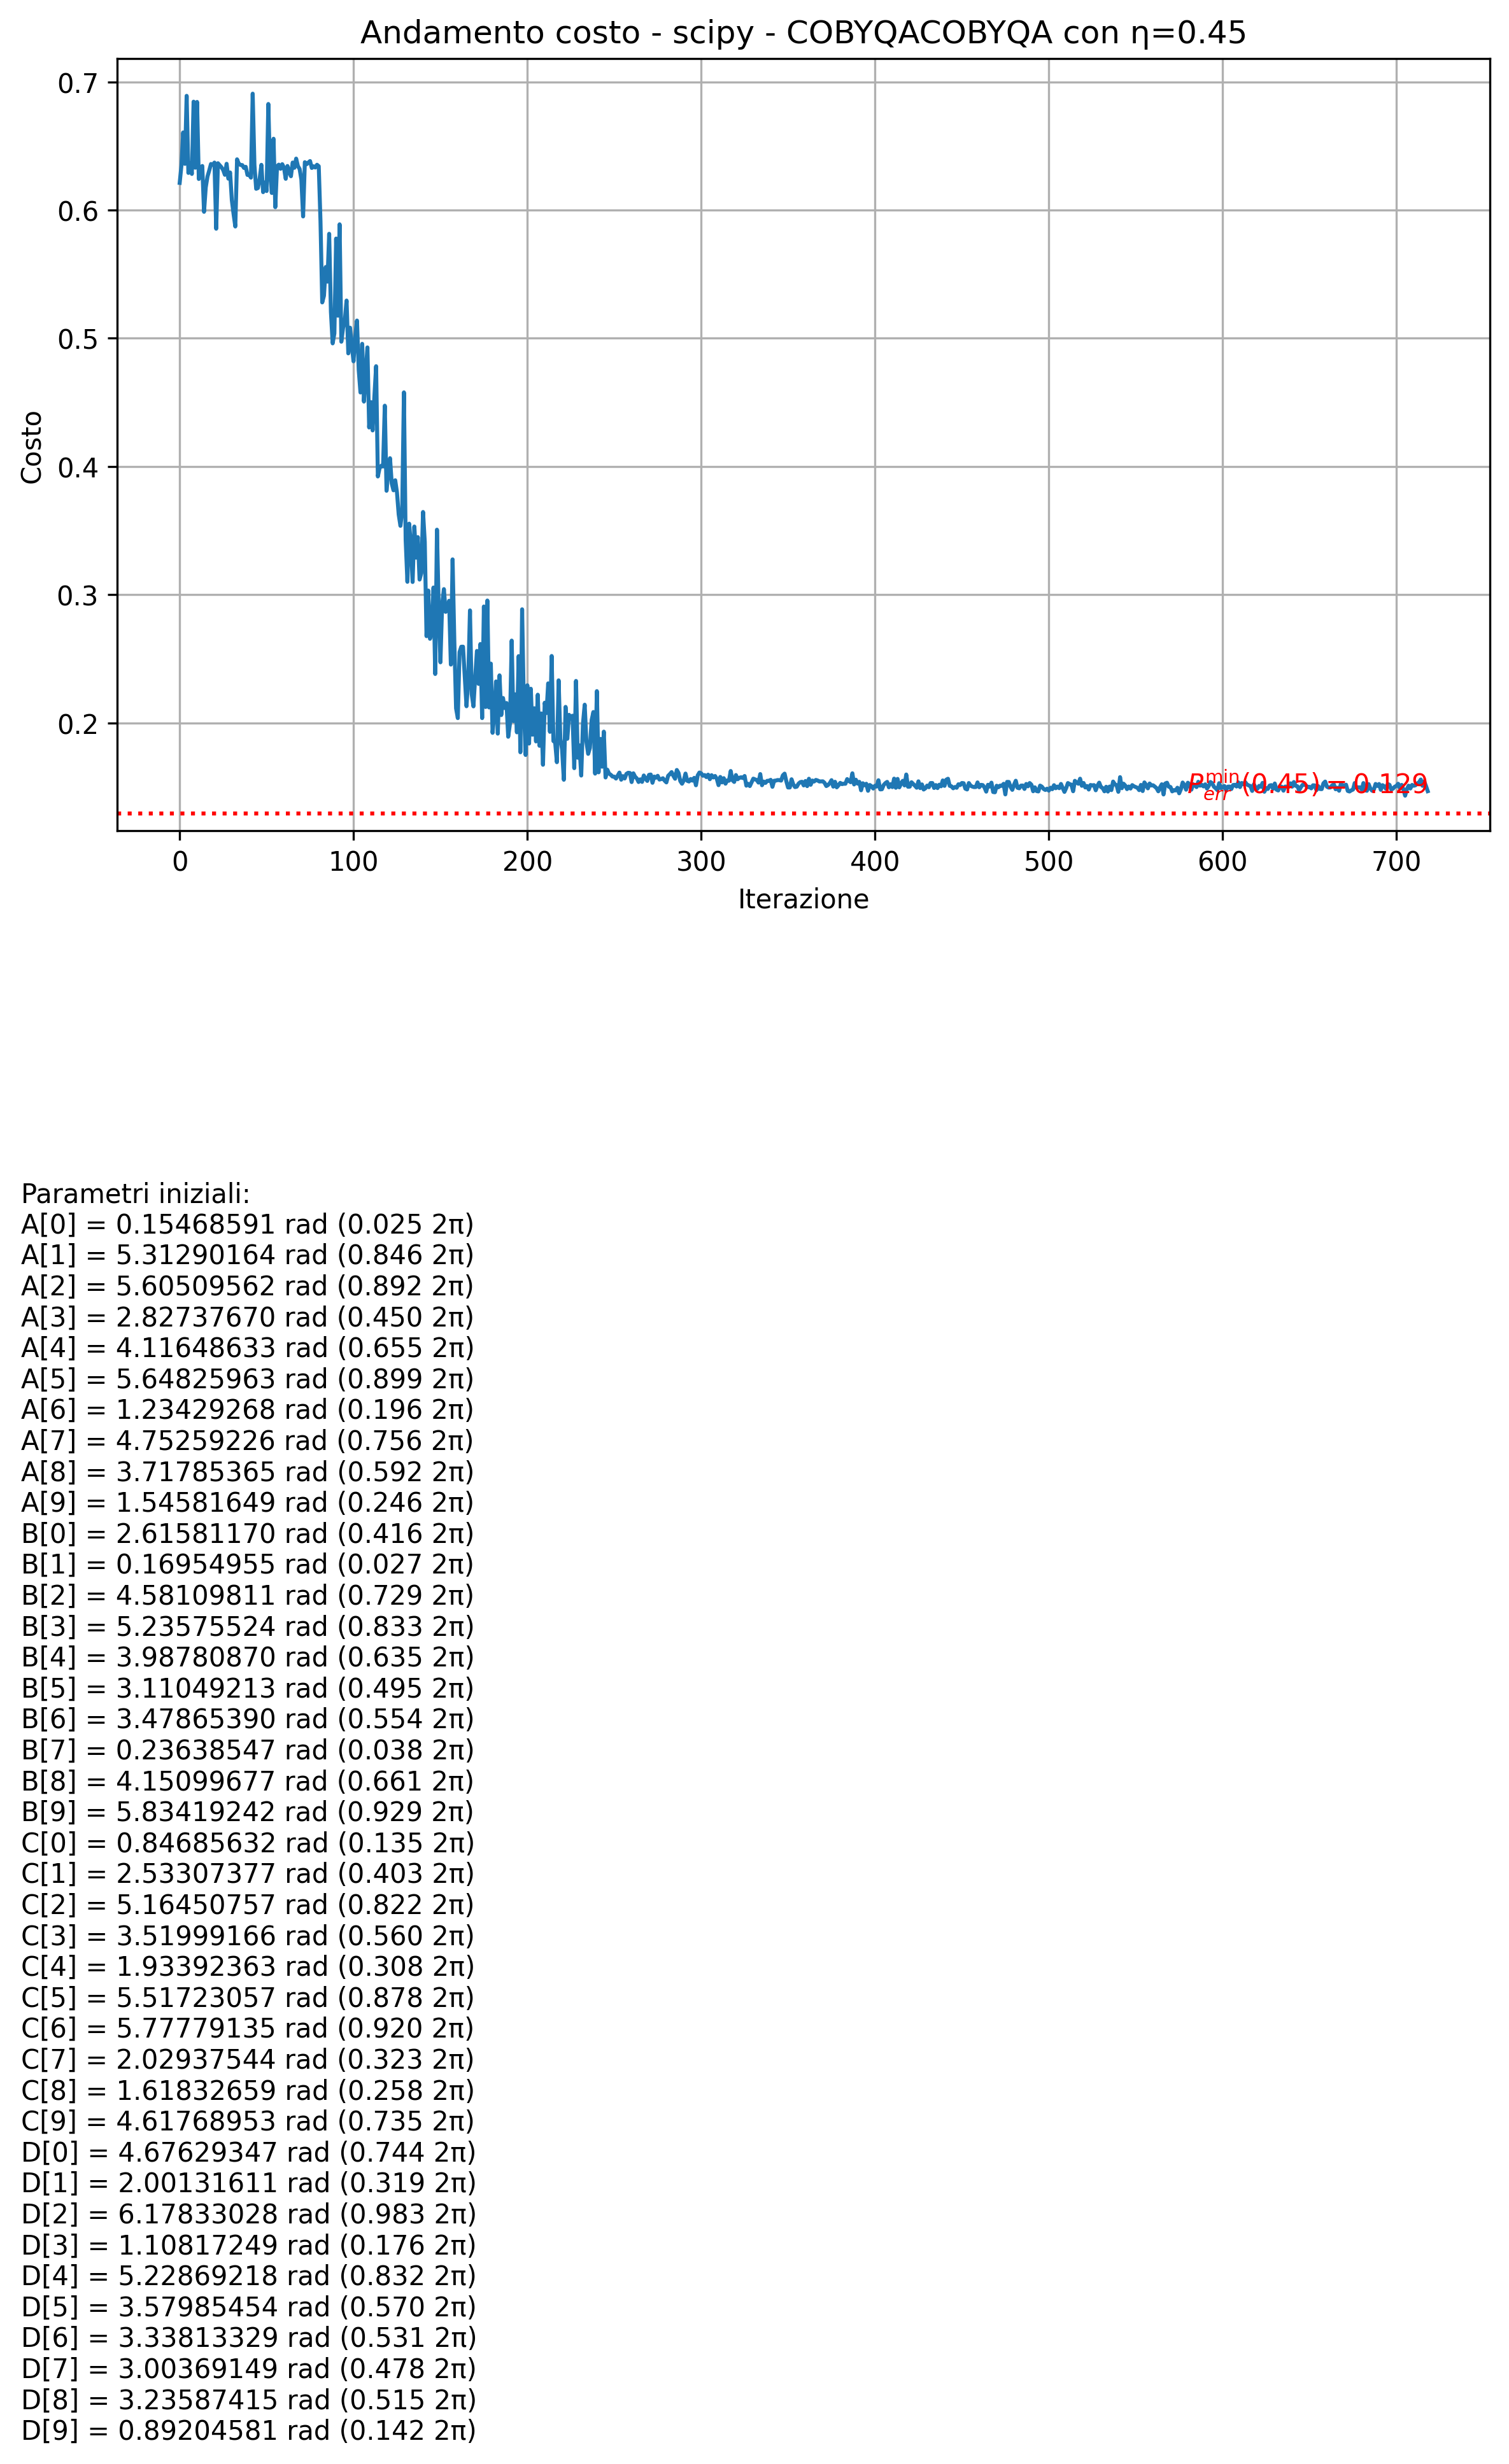 Andamento costo - scipy - COBYQACOBYQA con η=0.45
Costo
0.7
0.6
0.5
0.4
0.3
0.2
P_err^min(0.45) = 0.129
0 100 200 300 400 500 600 700
Iterazione
Parametri iniziali:
A[0] = 0.15468591 rad (0.025 2π)
A[1] = 5.31290164 rad (0.846 2π)
A[2] = 5.60509562 rad (0.892 2π)
A[3] = 2.82737670 rad (0.450 2π)
A[4] = 4.11648633 rad (0.655 2π)
A[5] = 5.64825963 rad (0.899 2π)
A[6] = 1.23429268 rad (0.196 2π)
A[7] = 4.75259226 rad (0.756 2π)
A[8] = 3.71785365 rad (0.592 2π)
A[9] = 1.54581649 rad (0.246 2π)
B[0] = 2.61581170 rad (0.416 2π)
B[1] = 0.16954955 rad (0.027 2π)
B[2] = 4.58109811 rad (0.729 2π)
B[3] = 5.23575524 rad (0.833 2π)
B[4] = 3.98780870 rad (0.635 2π)
B[5] = 3.11049213 rad (0.495 2π)
B[6] = 3.47865390 rad (0.554 2π)
B[7] = 0.23638547 rad (0.038 2π)
B[8] = 4.15099677 rad (0.661 2π)
B[9] = 5.83419242 rad (0.929 2π)
C[0] = 0.84685632 rad (0.135 2π)
C[1] = 2.53307377 rad (0.403 2π)
C[2] = 5.16450757 rad (0.822 2π)
C[3] = 3.51999166 rad (0.560 2π)
C[4] = 1.93392363 rad (0.308 2π)
C[5] = 5.51723057 rad (0.878 2π)
C[6] = 5.77779135 rad (0.920 2π)
C[7] = 2.02937544 rad (0.323 2π)
C[8] = 1.61832659 rad (0.258 2π)
C[9] = 4.61768953 rad (0.735 2π)
D[0] = 4.67629347 rad (0.744 2π)
D[1] = 2.00131611 rad (0.319 2π)
D[2] = 6.17833028 rad (0.983 2π)
D[3] = 1.10817249 rad (0.176 2π)
D[4] = 5.22869218 rad (0.832 2π)
D[5] = 3.57985454 rad (0.570 2π)
D[6] = 3.33813329 rad (0.531 2π)
D[7] = 3.00369149 rad (0.478 2π)
D[8] = 3.23587415 rad (0.515 2π)
D[9] = 0.89204581 rad (0.142 2π)